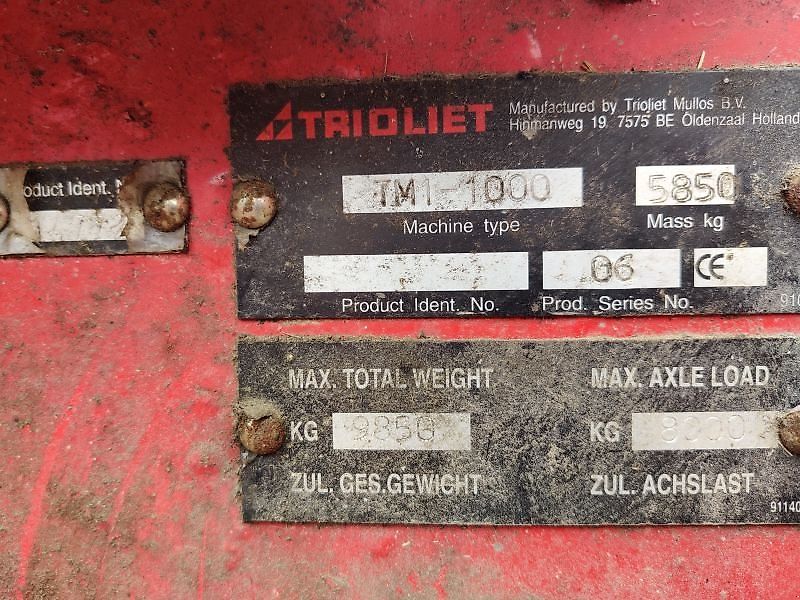 TRIOLIET
Manufactured by Trioliet Mullos B.V.
Hinmanweg 19 7575 BE Oldenzaal Holland
oduct Ident. N
TM1-1000
5850
Machine type
Mass kg
06
CE
Product Ident. No.
Prod. Series No.
MAX. TOTAL WEIGHT
MAX. AXLE LOAD
KG 9850
KG 8000
ZUL. GES.GEWICHT
ZUL. ACHSLAST
91140